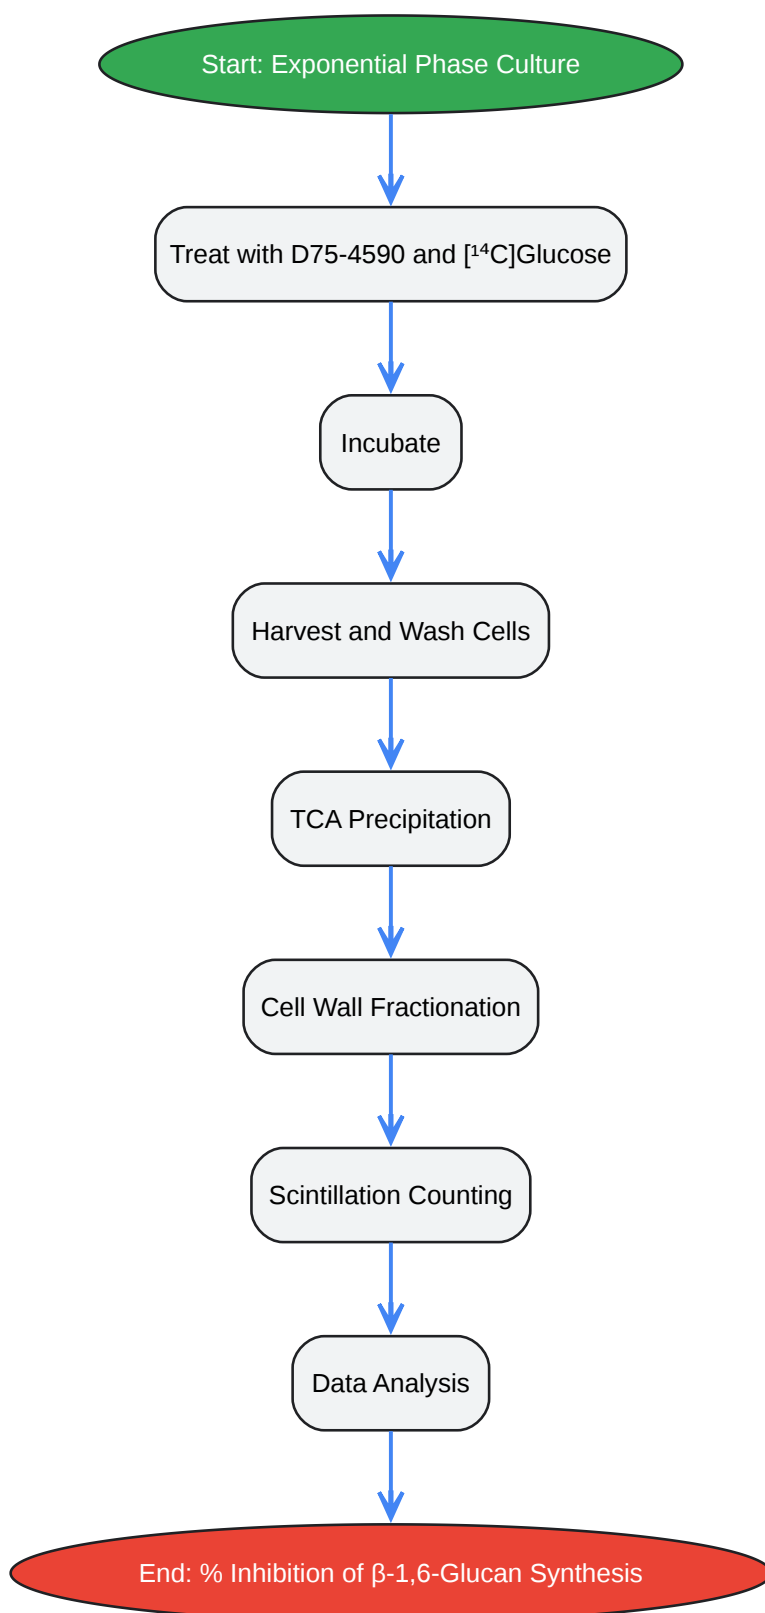 Start: Exponential Phase Culture
Treat with D75-4590 and [¹⁴C]Glucose
Incubate
Harvest and Wash Cells
TCA Precipitation
Cell Wall Fractionation
Scintillation Counting
Data Analysis
End: % Inhibition of β-1,6-Glucan Synthesis